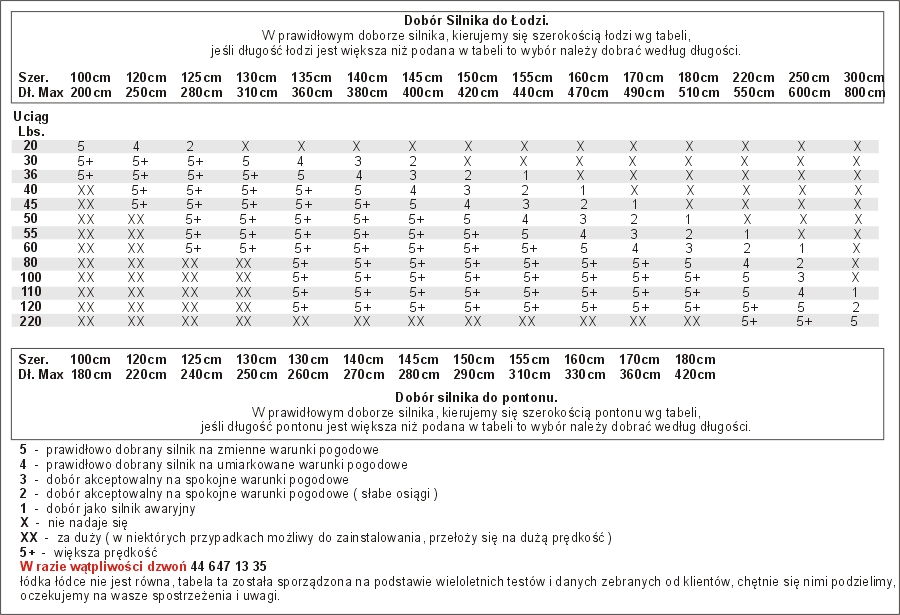 Dobór Silnika do Łodzi.
W prawidłowym doborze silnika, kierujemy się szerokością łodzi wg tabeli,
jeśli długość łodzi jest większa niż podana w tabeli to wybór należy dobrać według długości.
Szer. 100cm 120cm 125cm 130cm 135cm 140cm 145cm 150cm 155cm 160cm 170cm 180cm 220cm 250cm 300cm
Dł. Max 200cm 250cm 280cm 310cm 360cm 380cm 400cm 420cm 440cm 470cm 490cm 510cm 550cm 600cm 800cm
Uciąg
Lbs.
20 5 4 2 X X X X X X X X X X X X
30 5+ 5+ 5+ 5 4 3 2 X X X X X X X X
36 5+ 5+ 5+ 5+ 5 4 3 2 1 X X X X X X
40 XX 5+ 5+ 5+ 5+ 5 4 3 2 1 X X X X X
45 XX 5+ 5+ 5+ 5+ 5+ 5 4 3 2 1 X X X X
50 XX XX 5+ 5+ 5+ 5+ 5+ 5 4 3 2 1 X X X
55 XX XX 5+ 5+ 5+ 5+ 5+ 5+ 5 4 3 2 1 X X
60 XX XX 5+ 5+ 5+ 5+ 5+ 5+ 5+ 5 4 3 2 1 X
80 XX XX XX XX 5+ 5+ 5+ 5+ 5+ 5+ 5+ 5 4 2 X
100 XX XX XX XX 5+ 5+ 5+ 5+ 5+ 5+ 5+ 5+ 5 3 X
110 XX XX XX XX 5+ 5+ 5+ 5+ 5+ 5+ 5+ 5+ 5 4 1
120 XX XX XX XX 5+ 5+ 5+ 5+ 5+ 5+ 5+ 5+ 5+ 5 2
220 XX XX XX XX XX XX XX XX XX XX XX XX 5+ 5+ 5
Szer. 100cm 120cm 125cm 130cm 130cm 140cm 145cm 150cm 155cm 160cm 170cm 180cm
Dł. Max 180cm 220cm 240cm 250cm 260cm 270cm 280cm 290cm 310cm 330cm 360cm 420cm
Dobór silnika do pontonu.
W prawidłowym doborze silnika, kierujemy się szerokością pontonu wg tabeli,
jeśli długość pontonu jest większa niż podana w tabeli to wybór należy dobrać według długości.
5 - prawidłowo dobrany silnik na zmienne warunki pogodowe
4 - prawidłowo dobrany silnik na umiarkowane warunki pogodowe
3 - dobór akceptowalny na spokojne warunki pogodowe
2 - dobór akceptowalny na spokojne warunki pogodowe ( słabe osiągi )
1 - dobór jako silnik awaryjny
X - nie nadaje się
XX - za duży ( w niektórych przypadkach możliwy do zainstalowania, przełoży się na dużą prędkość )
5+ - większa prędkość
W razie wątpliwości dzwoń 44 647 13 35
łódka łódce nie jest równa, tabela ta została sporządzona na podstawie wieloletnich testów i danych zebranych od klientów, chętnie się nimi podzielimy,
oczekujemy na wasze spostrzeżenia i uwagi.